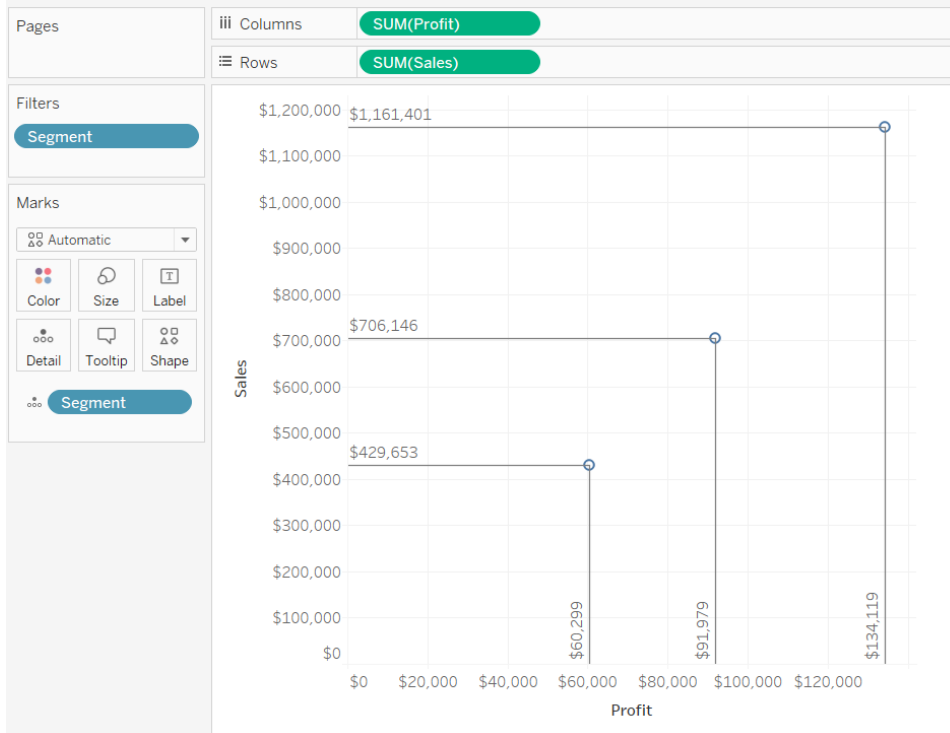 Pages
Columns
SUM(Profit)
Rows
SUM(Sales)
Filters
Segment
Marks
Automatic
Color
Size
Label
Detail
Tooltip
Shape
Segment
Sales
$1,200,000
$1,100,000
$1,000,000
$900,000
$800,000
$700,000
$600,000
$500,000
$400,000
$300,000
$200,000
$100,000
$0
$1,161,401
$706,146
$429,653
$60,299
$91,979
$134,119
$0
$20,000
$40,000
$60,000
$80,000
$100,000
$120,000
Profit